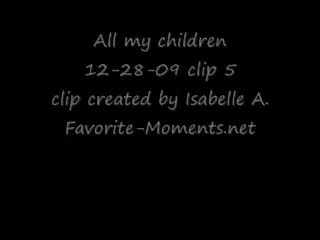 All my children
12-28-09 clip 5
clip created by Isabelle A.
Favorite-Moments.net